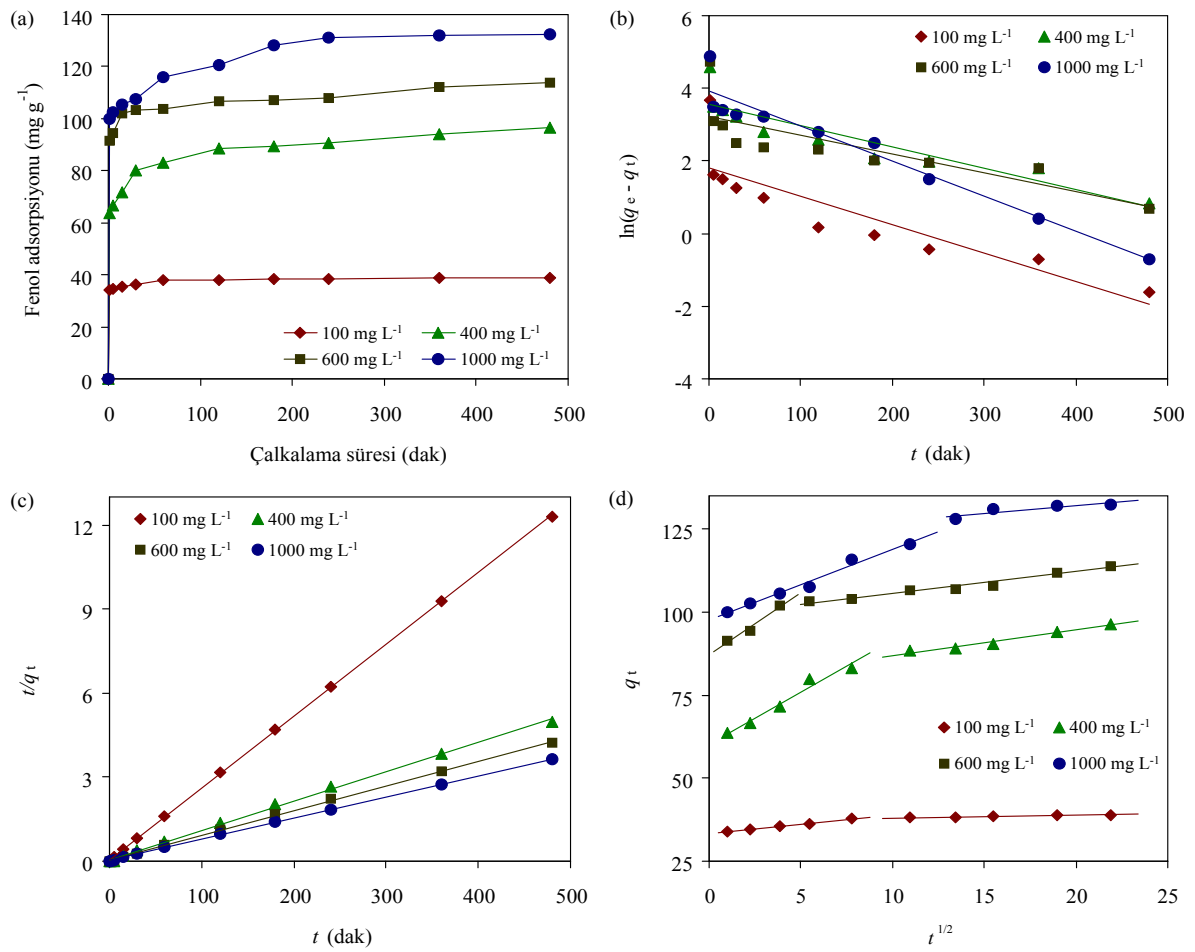 (a)
Fenol adsorpsiyonu (mg g⁻¹)
140
120
100
80
60
40
20
0
0 100 200 300 400 500
Çalkalama süresi (dak)
100 mg L⁻¹ 400 mg L⁻¹
600 mg L⁻¹ 1000 mg L⁻¹
(b)
ln(qe - qt)
6
4
2
0
-2
-4
0 100 200 300 400 500
t (dak)
100 mg L⁻¹ 400 mg L⁻¹
600 mg L⁻¹ 1000 mg L⁻¹
(c)
t/qt
12
9
6
3
0
0 100 200 300 400 500
t (dak)
100 mg L⁻¹ 400 mg L⁻¹
600 mg L⁻¹ 1000 mg L⁻¹
(d)
qt
125
100
75
50
25
0 5 10 15 20 25
t 1/2
100 mg L⁻¹ 400 mg L⁻¹
600 mg L⁻¹ 1000 mg L⁻¹